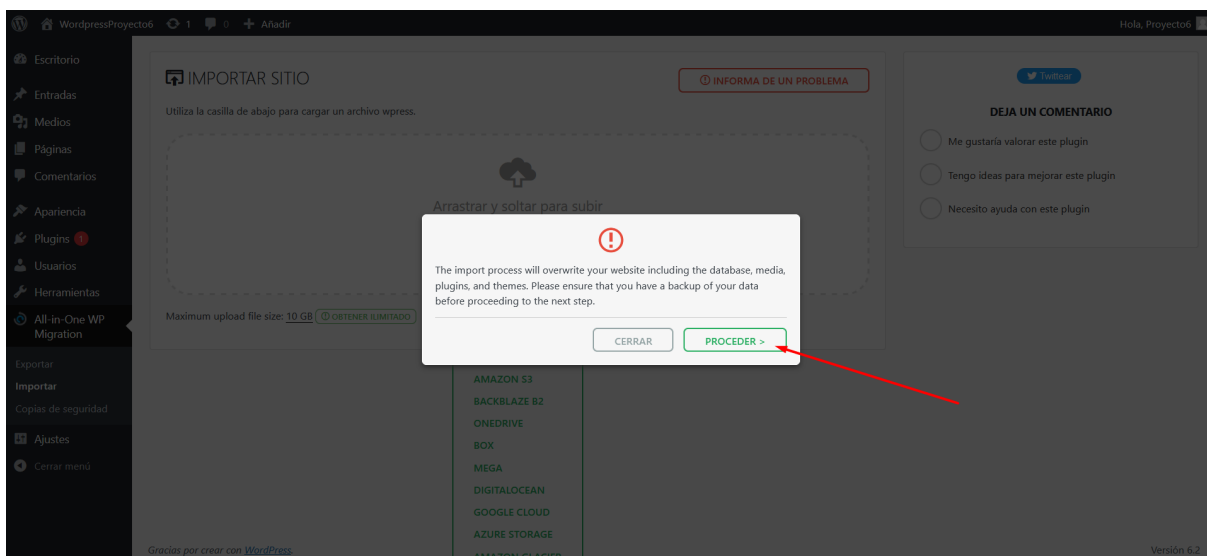 WordpressProyecto6 1 0 + Añadir
Hola, Proyecto6
Escritorio
Entradas
Medios
Páginas
Comentarios
Apariencia
Plugins 1
Usuarios
Herramientas
All-in-One WP
Migration
Exportar
Importar
Copias de seguridad
Ajustes
Cerrar menú
IMPORTAR SITIO
INFORMA DE UN PROBLEMA
Utiliza la casilla de abajo para cargar un archivo wpress.
Arrastrar y soltar para subir
The import process will overwrite your website including the database, media,
plugins, and themes. Please ensure that you have a backup of your data
before proceeding to the next step.
CERRAR
PROCEDER >
Maximum upload file size: 10 GB OBTENER ILIMITADO
AMAZON S3
BACKBLAZE B2
ONEDRIVE
BOX
MEGA
DIGITALOCEAN
GOOGLE CLOUD
AZURE STORAGE
AMAZON GLACIER
Twittear
DEJA UN COMENTARIO
Me gustaría valorar este plugin
Tengo ideas para mejorar este plugin
Necesito ayuda con este plugin
Gracias por crear con WordPress.
Versión 6.2